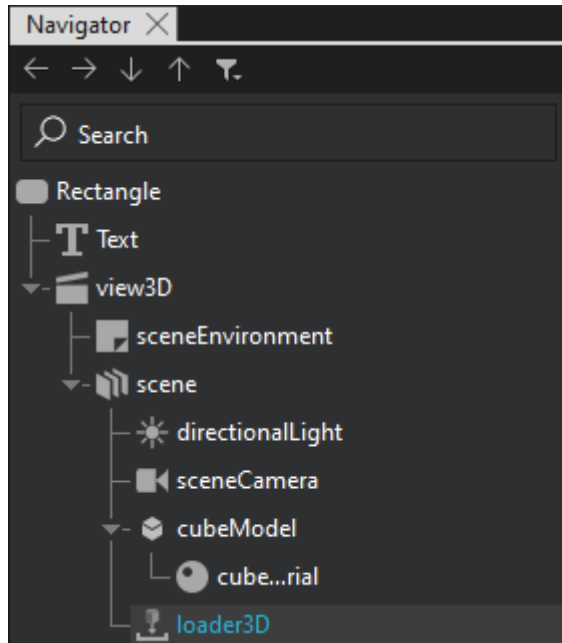 Navigator
Search
Rectangle
Text
view3D
sceneEnvironment
scene
directionalLight
sceneCamera
cubeModel
cube...rial
loader3D